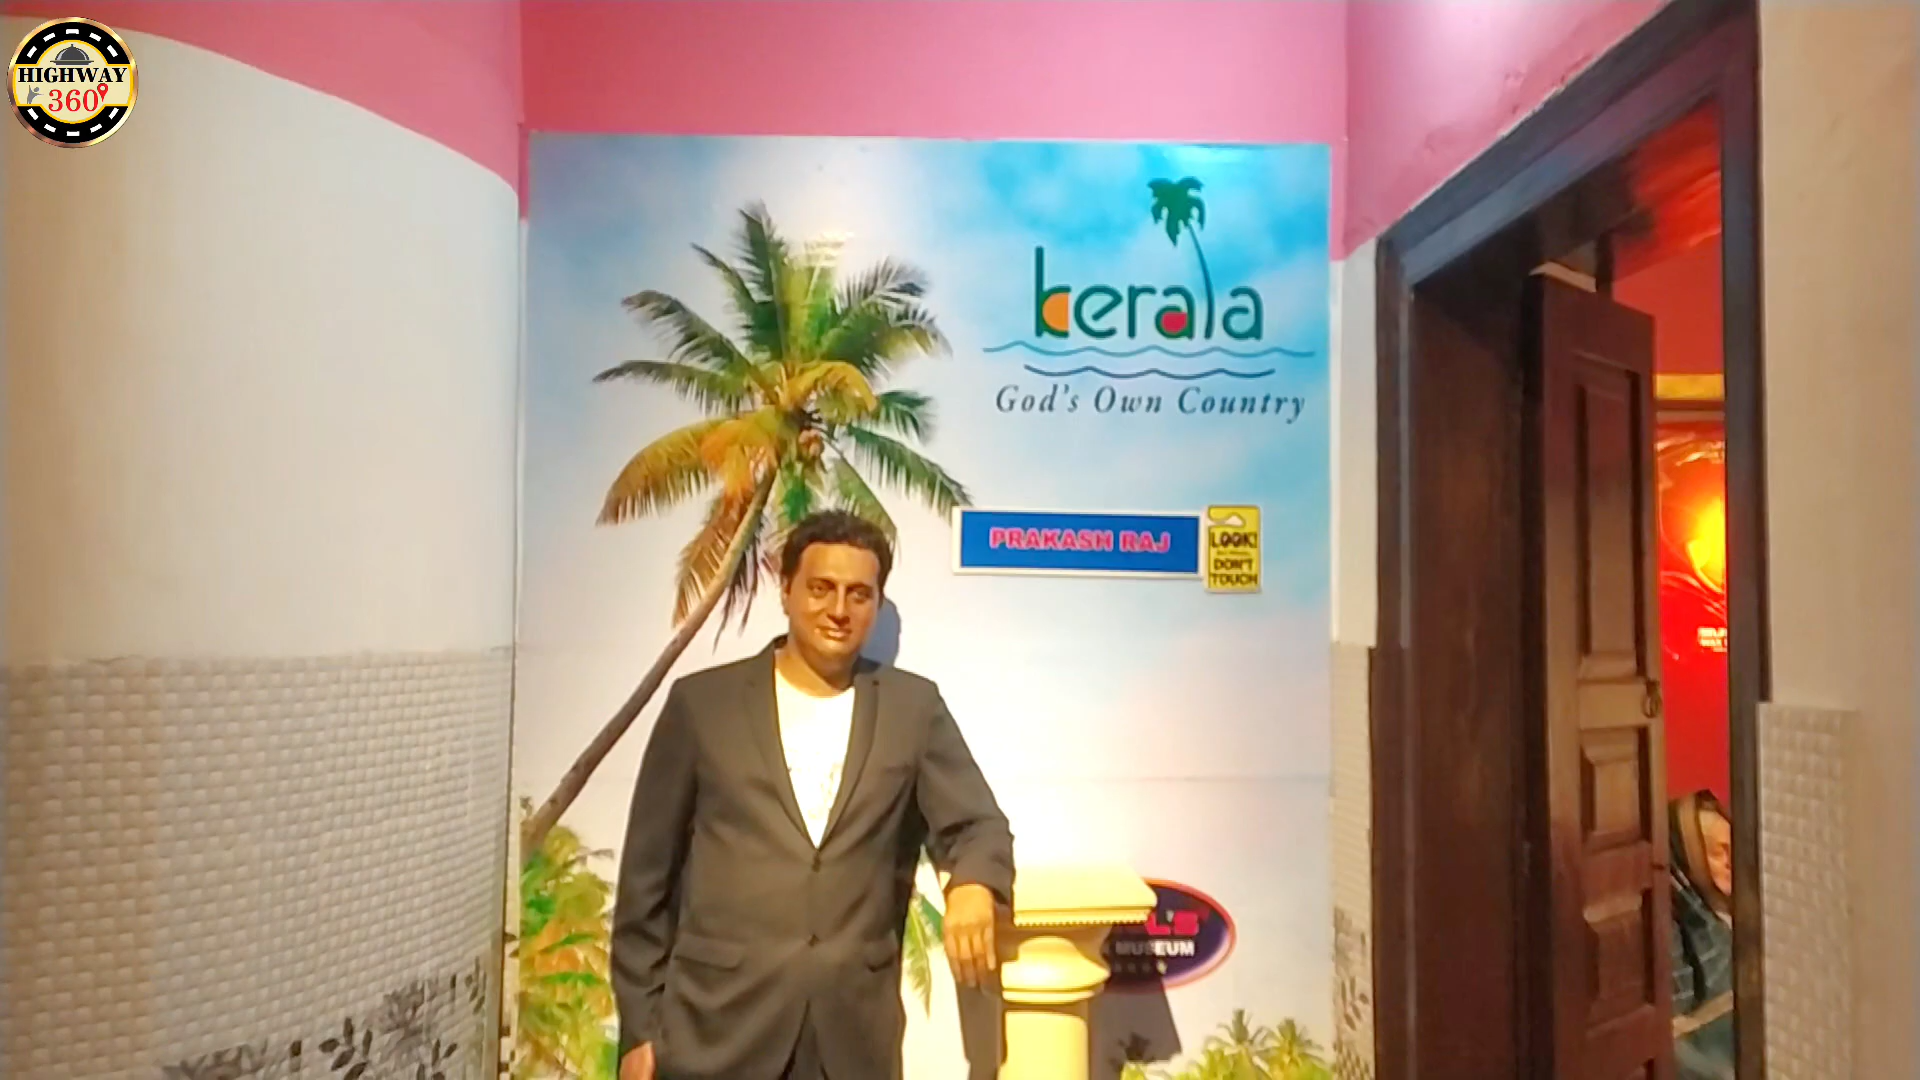 HIGHWAY
360
kerala
God's Own Country
PRAKASH RAJ
LOOK!
DON'T
TOUCH
L'S
MUSEUM